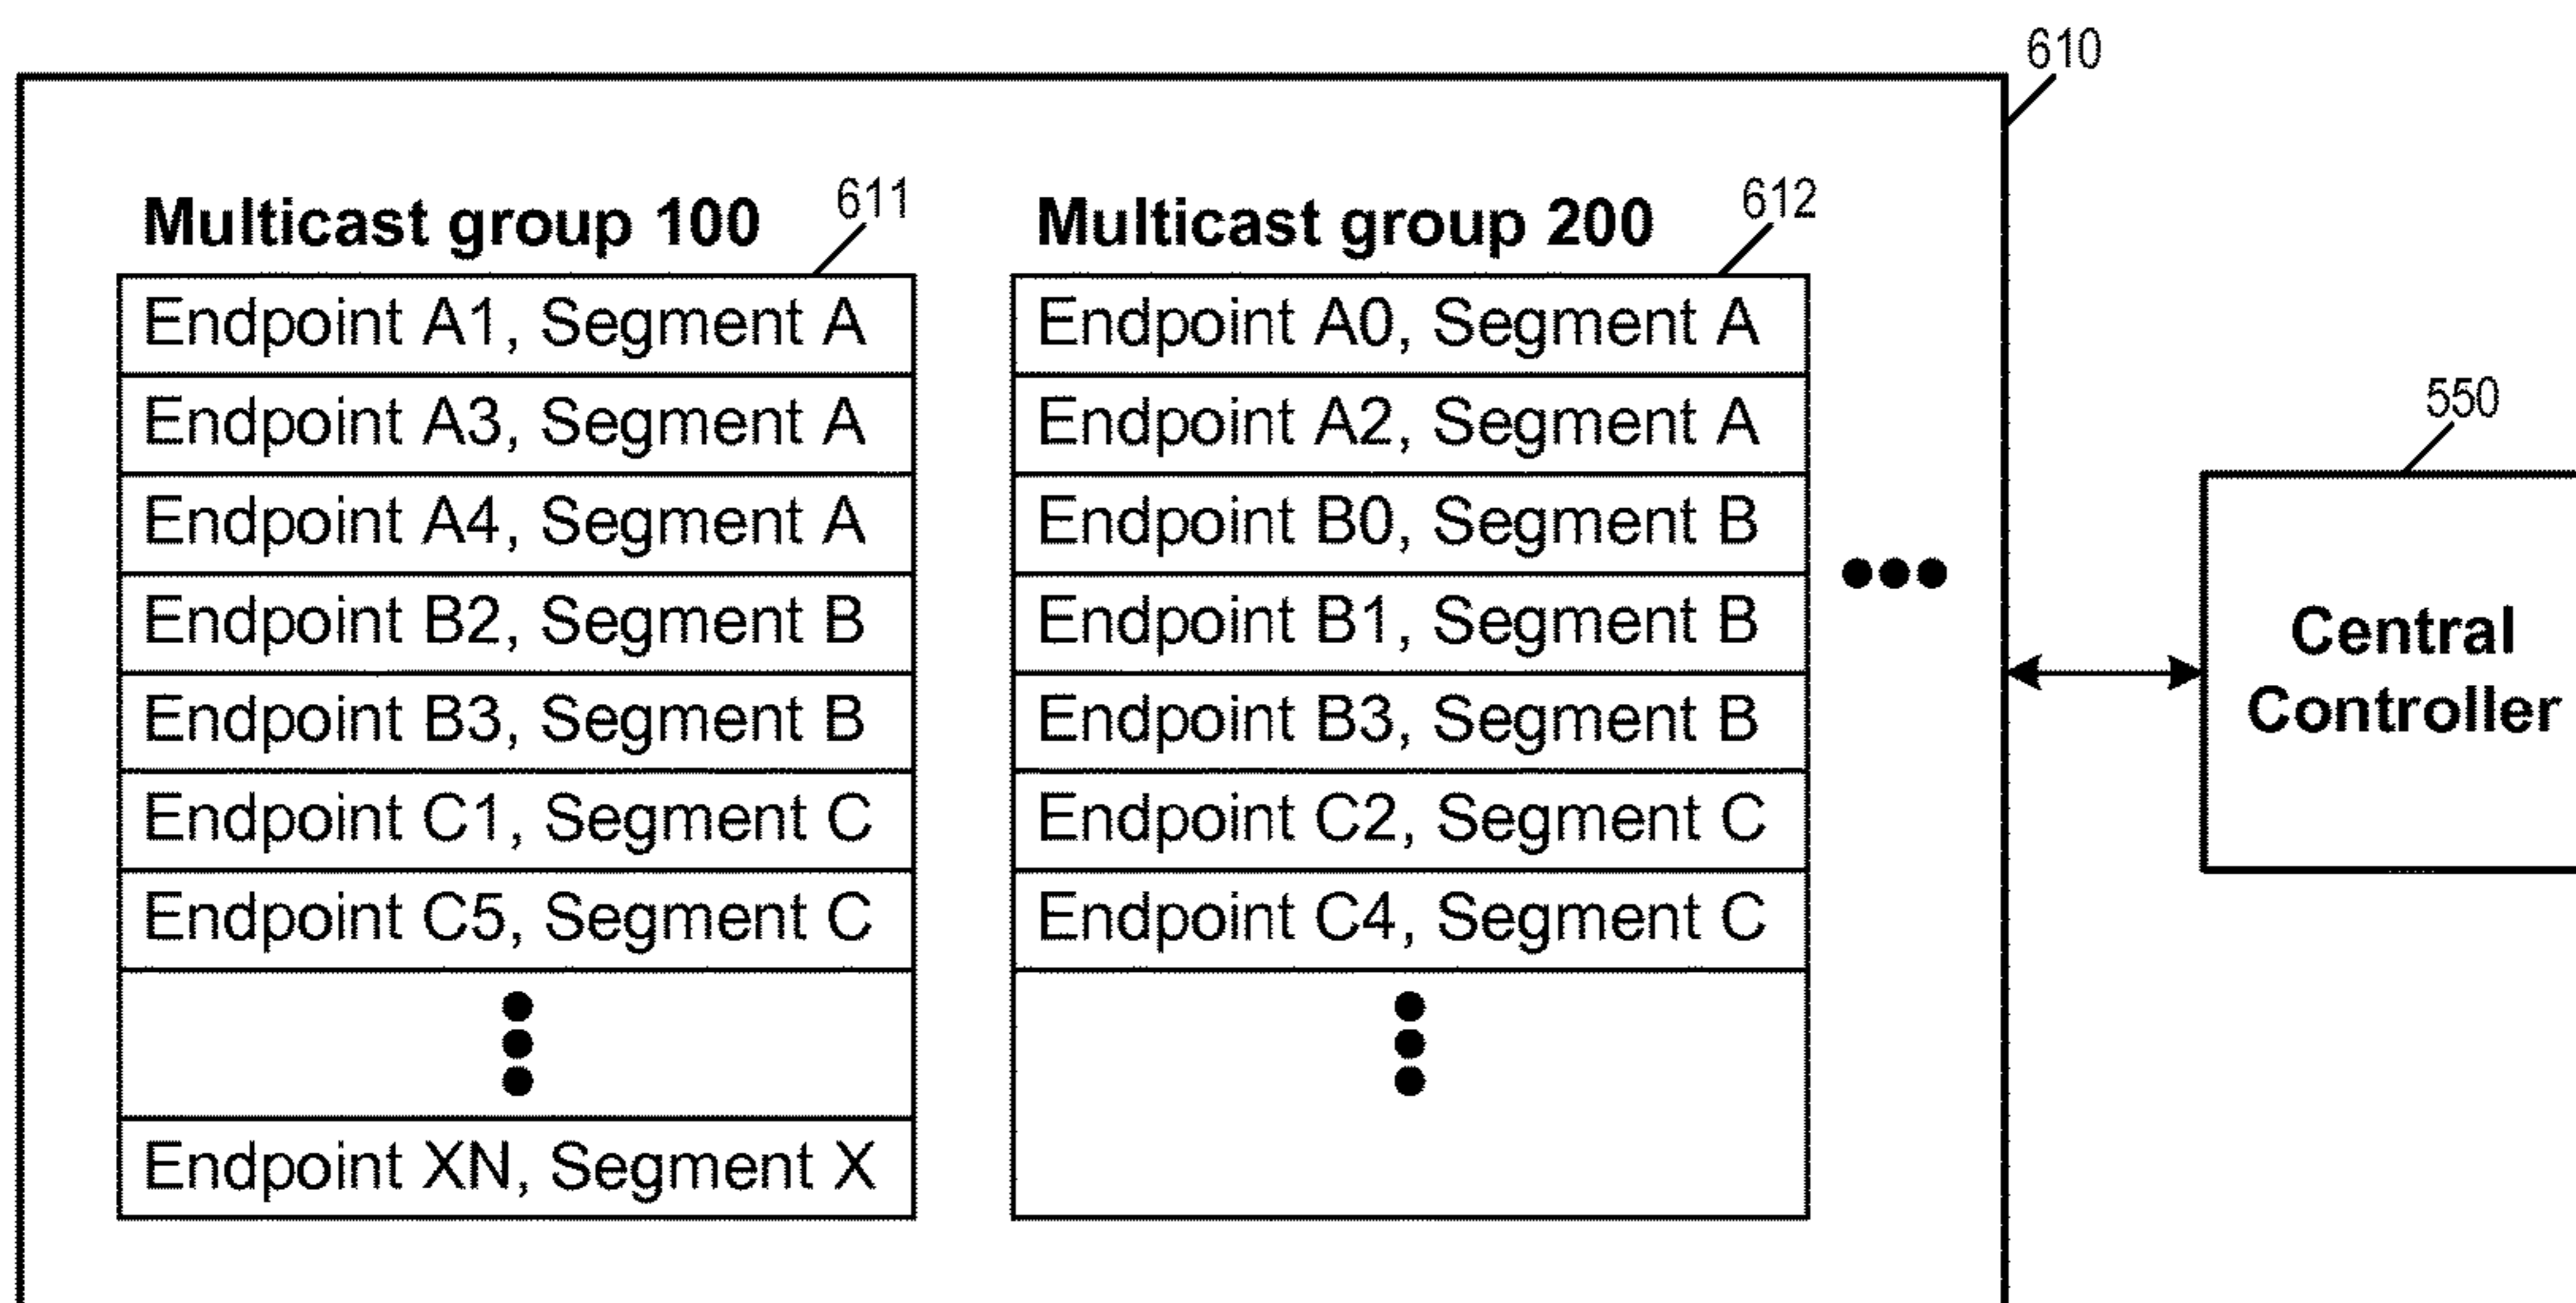 610
Multicast group 100
611
Endpoint A1, Segment A
Endpoint A3, Segment A
Endpoint A4, Segment A
Endpoint B2, Segment B
Endpoint B3, Segment B
Endpoint C1, Segment C
Endpoint C5, Segment C
Endpoint XN, Segment X
Multicast group 200
612
Endpoint A0, Segment A
Endpoint A2, Segment A
Endpoint B0, Segment B
Endpoint B1, Segment B
Endpoint B3, Segment B
Endpoint C2, Segment C
Endpoint C4, Segment C
550
Central
Controller